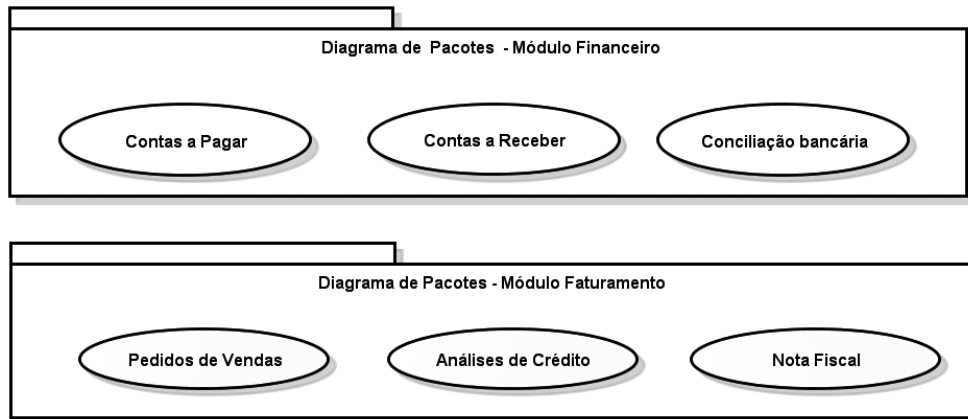 Diagrama de Pacotes - Módulo Financeiro
Contas a Pagar
Contas a Receber
Conciliação bancária
Diagrama de Pacotes - Módulo Faturamento
Pedidos de Vendas
Análises de Crédito
Nota Fiscal